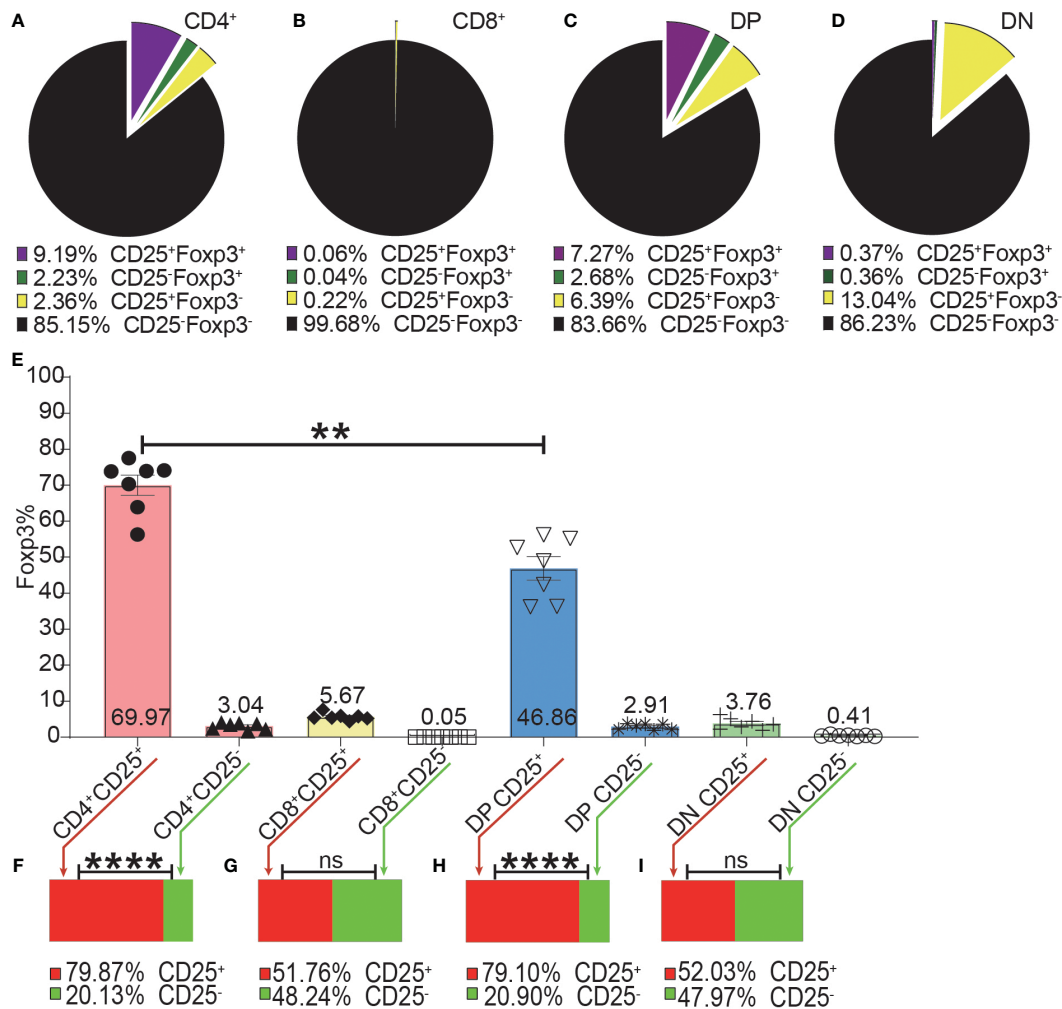 A CD4⁺
B CD8⁺
C DP
D DN
9.19% CD25⁺Foxp3⁺
2.23% CD25⁻Foxp3⁺
2.36% CD25⁺Foxp3⁻
85.15% CD25⁻Foxp3⁻
0.06% CD25⁺Foxp3⁺
0.04% CD25⁻Foxp3⁺
0.22% CD25⁺Foxp3⁻
99.68% CD25⁻Foxp3⁻
7.27% CD25⁺Foxp3⁺
2.68% CD25⁻Foxp3⁺
6.39% CD25⁺Foxp3⁻
83.66% CD25⁻Foxp3⁻
0.37% CD25⁺Foxp3⁺
0.36% CD25⁻Foxp3⁺
13.04% CD25⁺Foxp3⁻
86.23% CD25⁻Foxp3⁻
E
Foxp3%
100
90
80
70
60
50
40
30
20
10
0
**
69.97
3.04
5.67
0.05
46.86
2.91
3.76
0.41
CD4⁺CD25⁺
CD4⁺CD25⁻
CD8⁺CD25⁺
CD8⁺CD25⁻
DP CD25⁺
DP CD25⁻
DN CD25⁺
DN CD25⁻
F ****
79.87% CD25⁺
20.13% CD25⁻
G ns
51.76% CD25⁺
48.24% CD25⁻
H ****
79.10% CD25⁺
20.90% CD25⁻
I ns
52.03% CD25⁺
47.97% CD25⁻